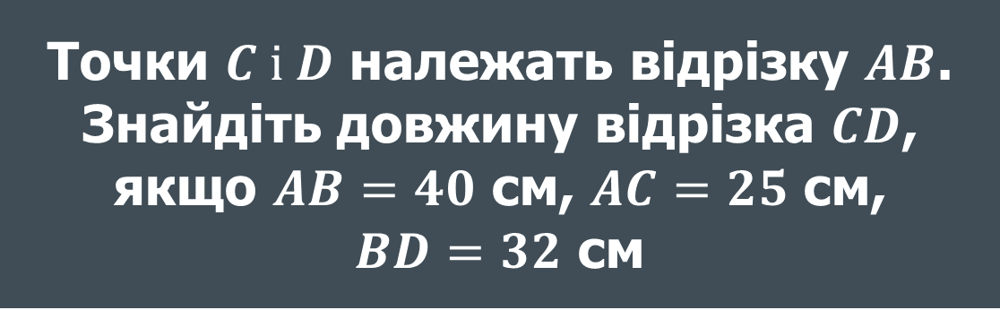 Точки C і D належать відрізку AB.
Знайдіть довжину відрізка CD,
якщо AB = 40 см, AC = 25 см,
BD = 32 см